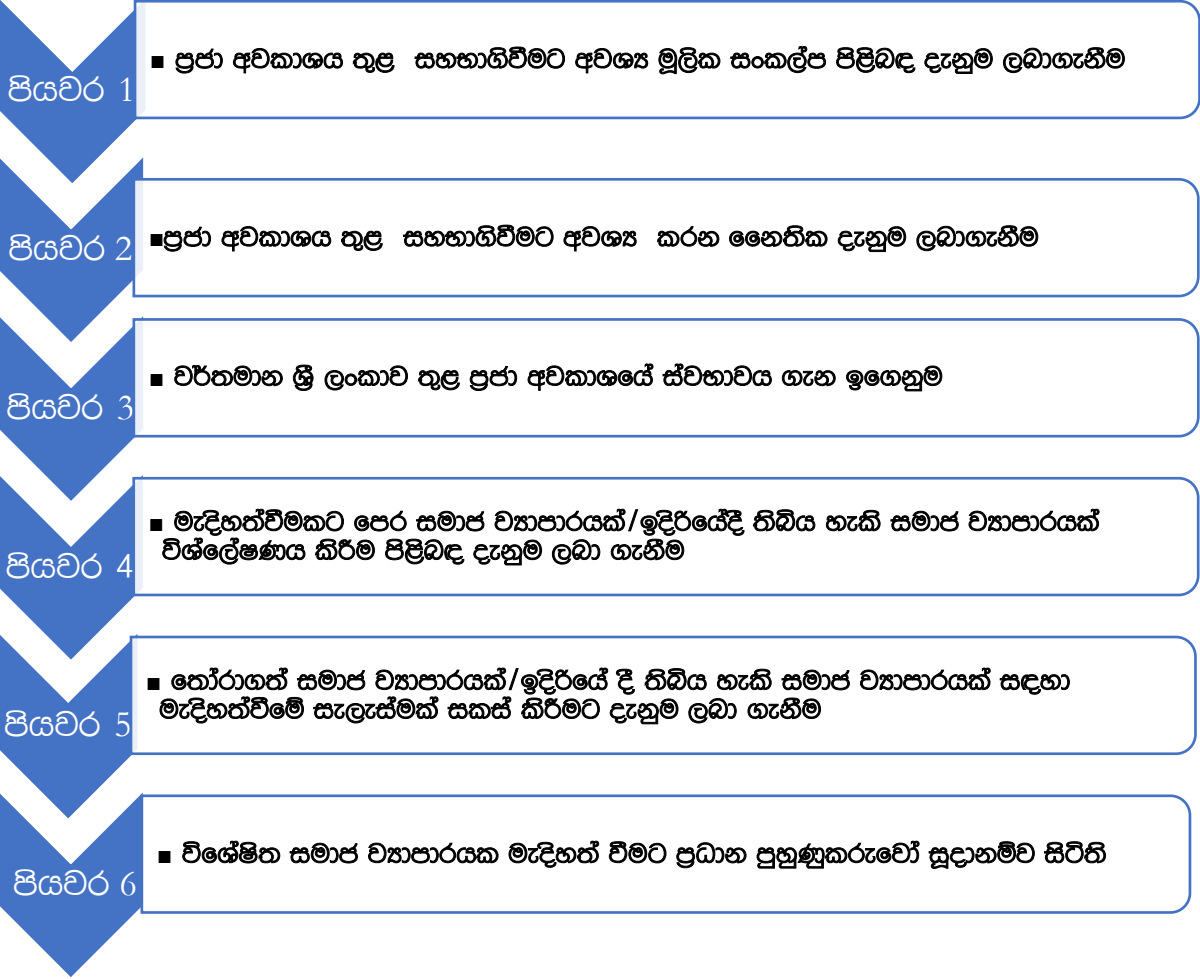 පියවර 1
▪ ප්‍රජා අවකාශය තුළ සහභාගිවීමට අවශ්‍ය මූලික සංකල්ප පිළිබඳ දැනුම ලබාගැනීම
පියවර 2
▪ප්‍රජා අවකාශය තුළ සහභාගිවීමට අවශ්‍ය කරන නෛතික දැනුම ලබාගැනීම
පියවර 3
▪ වර්තමාන ශ්‍රී ලංකාව තුළ ප්‍රජා අවකාශයේ ස්වභාවය ගැන ඉගෙනුම
පියවර 4
▪ මැදිහත්වීමකට පෙර සමාජ ව්‍යාපාරයක්/ඉදිරියේදී තිබිය හැකි සමාජ ව්‍යාපාරයක්
විශ්ලේෂණය කිරීම පිළිබඳ දැනුම ලබා ගැනීම
පියවර 5
▪ තෝරාගත් සමාජ ව්‍යාපාරයක්/ඉදිරියේ දී තිබිය හැකි සමාජ ව්‍යාපාරයක් සඳහා
මැදිහත්වීමේ සැලැස්මක් සකස් කිරීමට දැනුම ලබා ගැනීම
පියවර 6
▪ විශේෂිත සමාජ ව්‍යාපාරයක මැදිහත් වීමට ප්‍රධාන පුහුණුකරුවෝ සූදානම්ව සිටිති